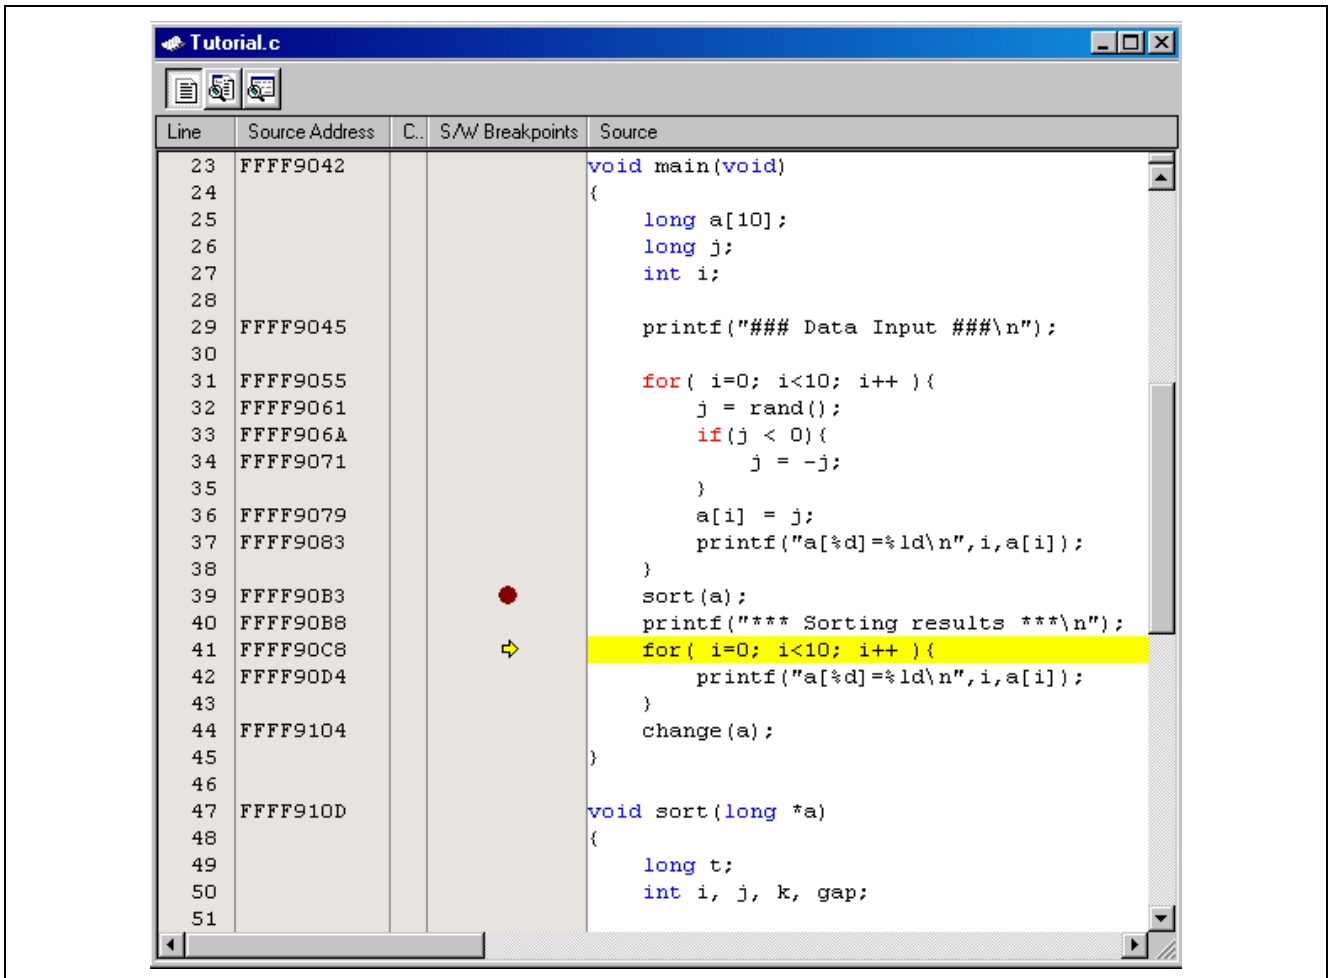 Tutorial.c
Line Source Address C.. S/W Breakpoints Source
23 FFFF9042 void main(void)
24 {
25 long a[10];
26 long j;
27 int i;
28
29 FFFF9045 printf("### Data Input ###\n");
30
31 FFFF9055 for( i=0; i<10; i++ ){
32 FFFF9061 j = rand();
33 FFFF906A if(j < 0){
34 FFFF9071 j = -j;
35 }
36 FFFF9079 a[i] = j;
37 FFFF9083 printf("a[%d]=%ld\n",i,a[i]);
38 }
39 FFFF90B3 sort(a);
40 FFFF90B8 printf("*** Sorting results ***\n");
41 FFFF90C8 for( i=0; i<10; i++ ){
42 FFFF90D4 printf("a[%d]=%ld\n",i,a[i]);
43 }
44 FFFF9104 change(a);
45 }
46
47 FFFF910D void sort(long *a)
48 {
49 long t;
50 int i, j, k, gap;
51